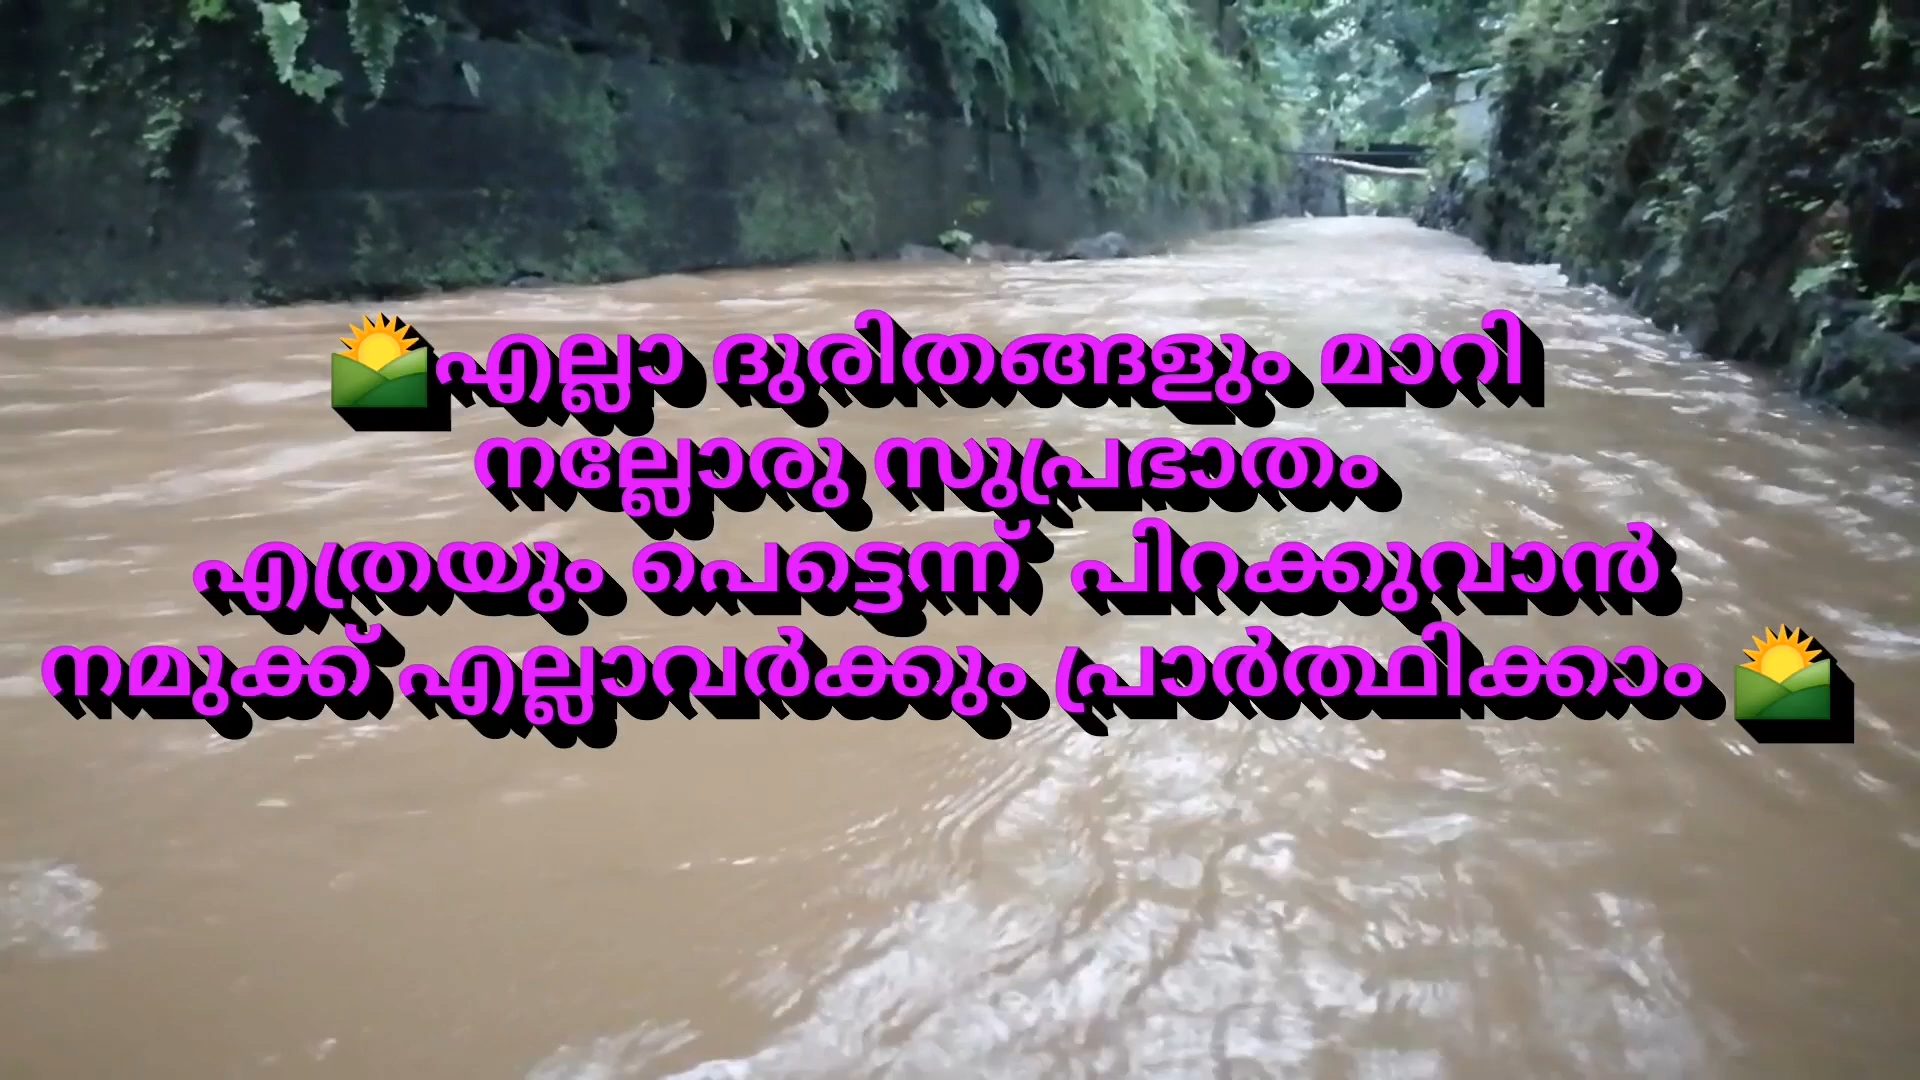 🌄എല്ലാ ദുരിതങ്ങളും മാറി
നല്ലോരു സുപ്രഭാതം
എത്രയും പെട്ടെന്ന് പിറക്കുവാൻ
നമുക്ക് എല്ലാവർക്കും പ്രാർത്ഥിക്കാം 🌄